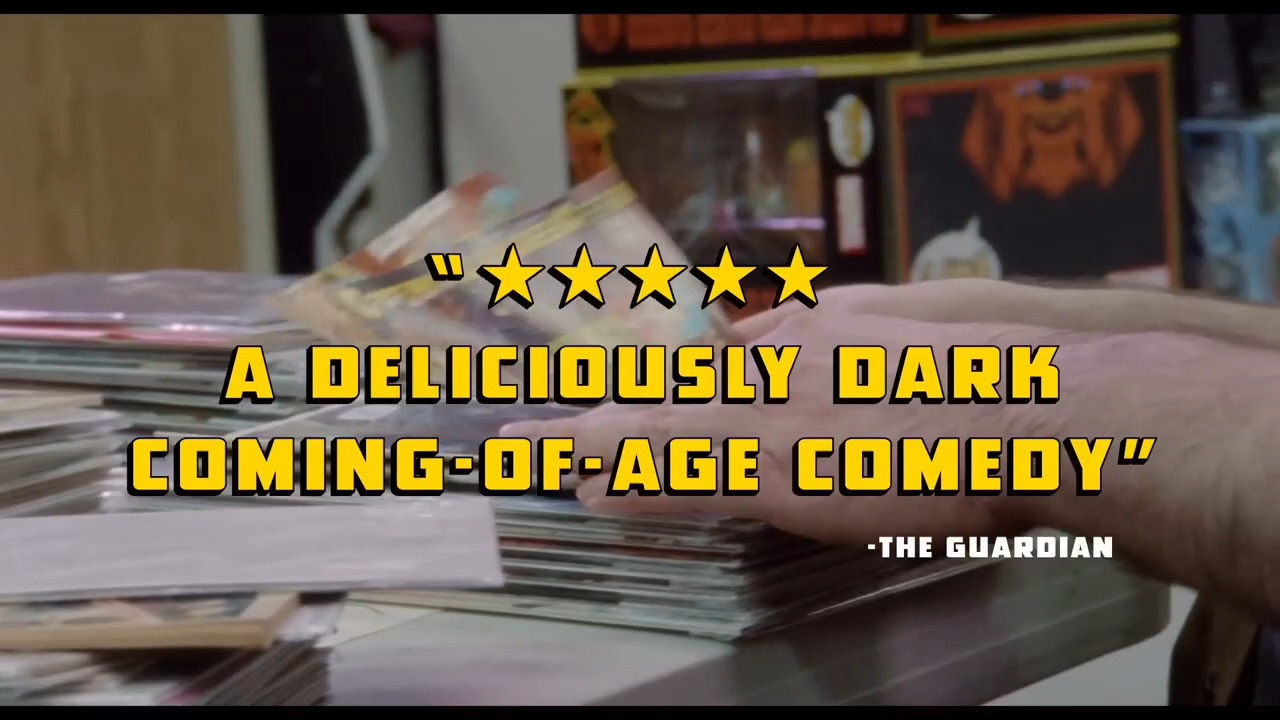 “★★★★★
A DELICIOUSLY DARK
COMING-OF-AGE COMEDY”
-THE GUARDIAN